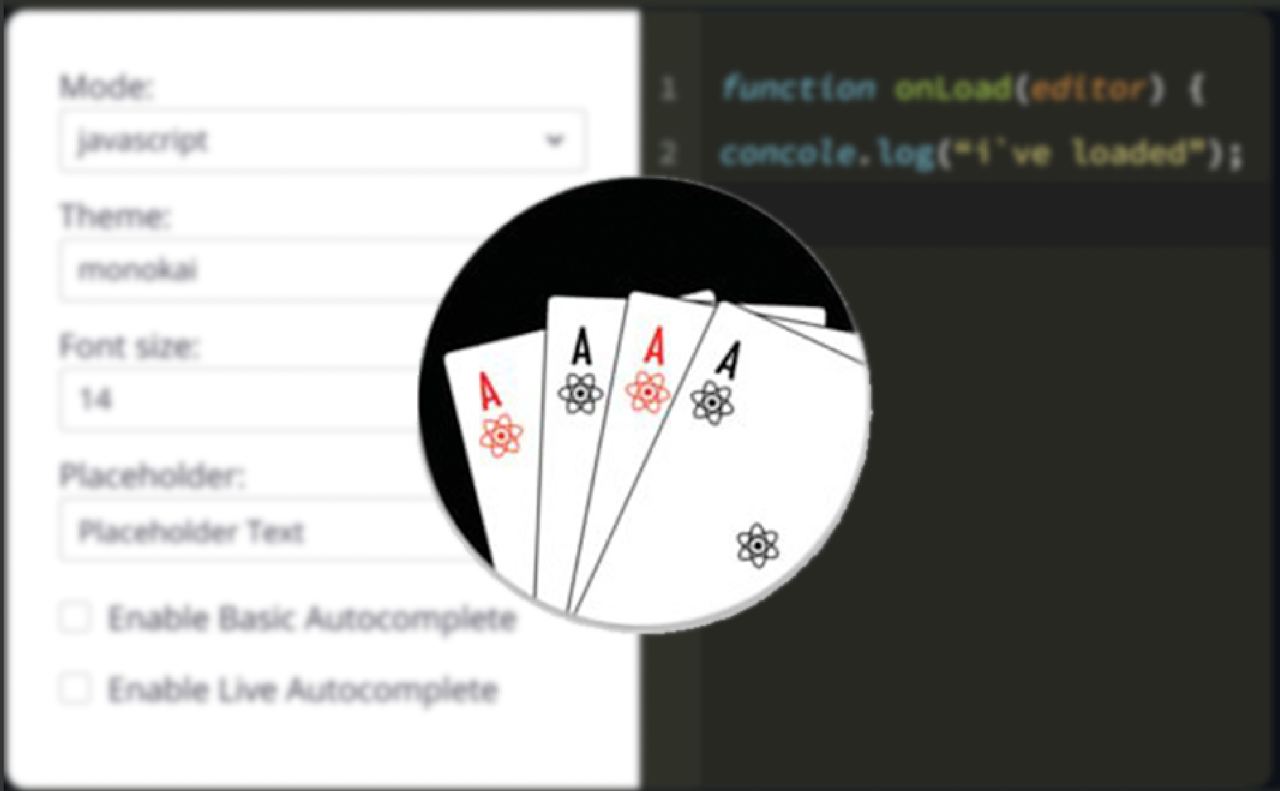 Mode:
javascript
Theme:
monokai
Font size:
14
Placeholder:
Placeholder Text
Enable Basic Autocomplete
Enable Live Autocomplete
1 function onLoad(editor) {
2 concole.log(“i`ve loaded”);
A
A
A
A